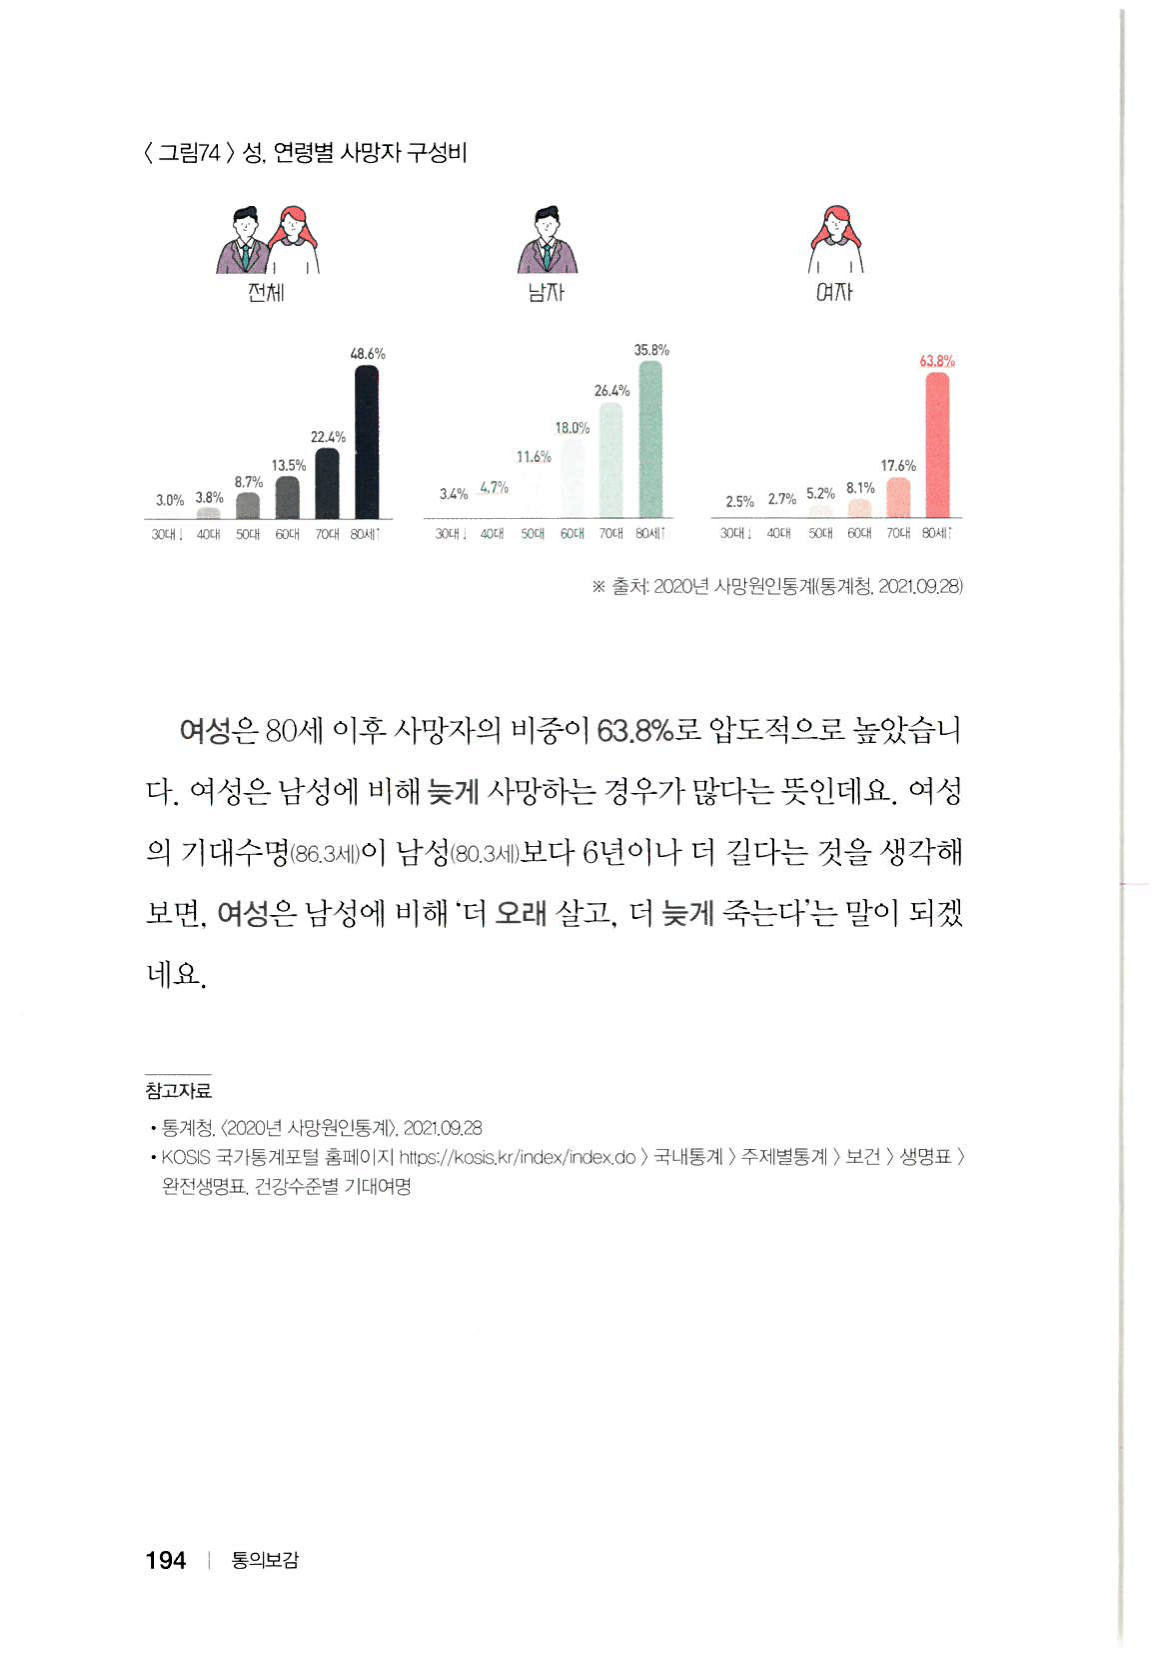 〈 그림74 〉 성, 연령별 사망자 구성비
전체
48.6%
22.4%
13.5%
8.7%
3.8%
3.0%
30대↓ 40대 50대 60대 70대 80세↑
남자
35.8%
26.4%
18.0%
11.6%
4.7%
3.4%
30대↓ 40대 50대 60대 70대 80세↑
여자
63.8%
17.6%
8.1%
5.2%
2.7%
2.5%
30대↓ 40대 50대 60대 70대 80세↑
※ 출처: 2020년 사망원인통계(통계청, 2021.09.28)
여성은 80세 이후 사망자의 비중이 63.8%로 압도적으로 높았습니
다. 여성은 남성에 비해 늦게 사망하는 경우가 많다는 뜻인데요. 여성
의 기대수명(86.3세)이 남성(80.3세)보다 6년이나 더 길다는 것을 생각해
보면, 여성은 남성에 비해 ‘더 오래 살고, 더 늦게 죽는다’는 말이 되겠
네요.
참고자료
• 통계청, 〈2020년 사망원인통계〉, 2021.09.28
• KOSIS 국가통계포털 홈페이지 https://kosis.kr/index/index.do 〉 국내통계 〉 주제별통계 〉 보건 〉 생명표 〉
완전생명표, 건강수준별 기대여명
194 | 통의보감